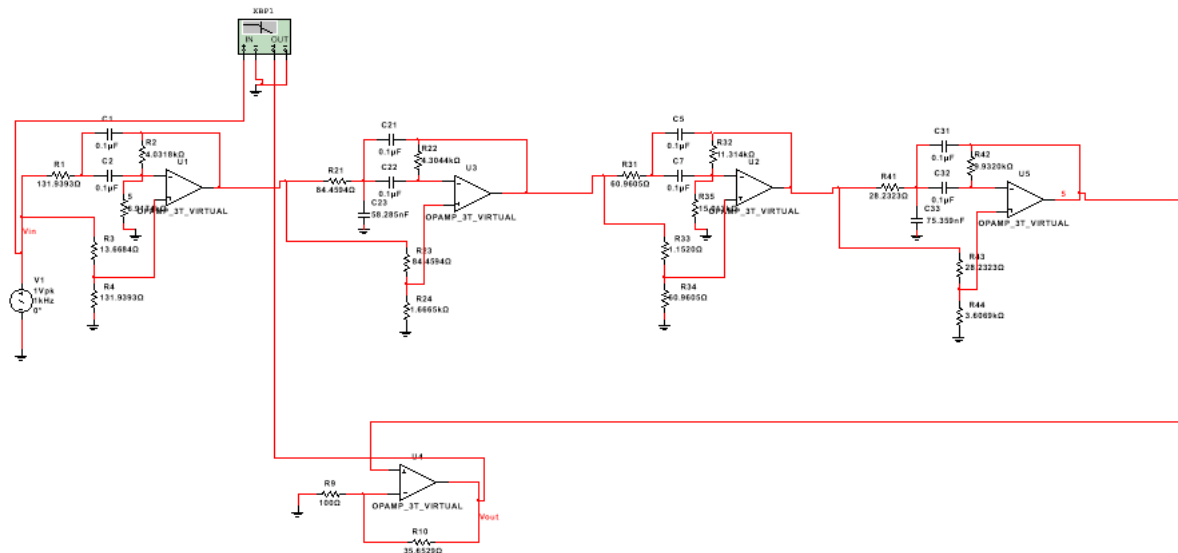 XBP1
IN OUT
C1
0.1µF
R2
4.0318kΩ
U1
R1
131.9393Ω
C2
0.1µF
5
OPAMP_3T_VIRTUAL
Vin
R3
13.6684Ω
R4
131.9393Ω
V1
1Vpk
1kHz
0°
C21
0.1µF
R22
4.3044kΩ
U3
R21
84.4594Ω
C22
0.1µF
C23
58.285nF
OPAMP_3T_VIRTUAL
R23
84.4594Ω
R24
1.6665kΩ
C5
0.1µF
R32
11.314kΩ
U2
R31
60.9605Ω
C7
0.1µF
R35
OPAMP_3T_VIRTUAL
R33
1.1520Ω
R34
60.9605Ω
C31
0.1µF
R42
9.9320kΩ
U5
R41
28.2323Ω
C32
0.1µF
C33
75.359nF
5
OPAMP_3T_VIRTUAL
R43
28.2323Ω
R44
3.6069kΩ
U4
R9
100Ω
OPAMP_3T_VIRTUAL
Vout
R10
35.6529Ω